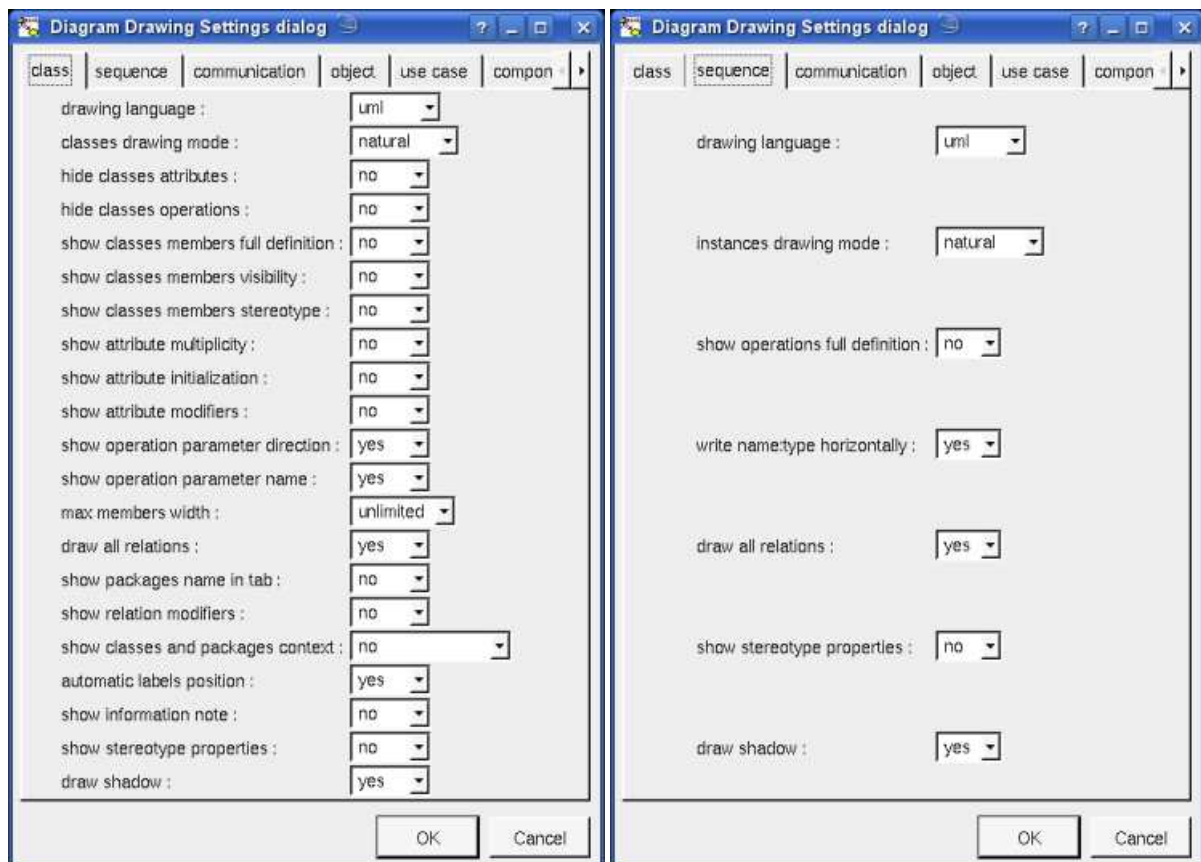 Diagram Drawing Settings dialog
class sequence communication object use case compon
drawing language : uml
classes drawing mode : natural
hide classes attributes : no
hide classes operations : no
show classes members full definition : no
show classes members visibility : no
show classes members stereotype : no
show attribute multiplicity : no
show attribute initialization : no
show attribute modifiers : no
show operation parameter direction : yes
show operation parameter name : yes
max members width : unlimited
draw all relations : yes
show packages name in tab : no
show relation modifiers : no
show classes and packages context : no
automatic labels position : yes
show information note : no
show stereotype properties : no
draw shadow : yes
OK Cancel
Diagram Drawing Settings dialog
class sequence communication object use case compon
drawing language : uml
instances drawing mode : natural
show operations full definition : no
write name:type horizontally : yes
draw all relations : yes
show stereotype properties : no
draw shadow : yes
OK Cancel